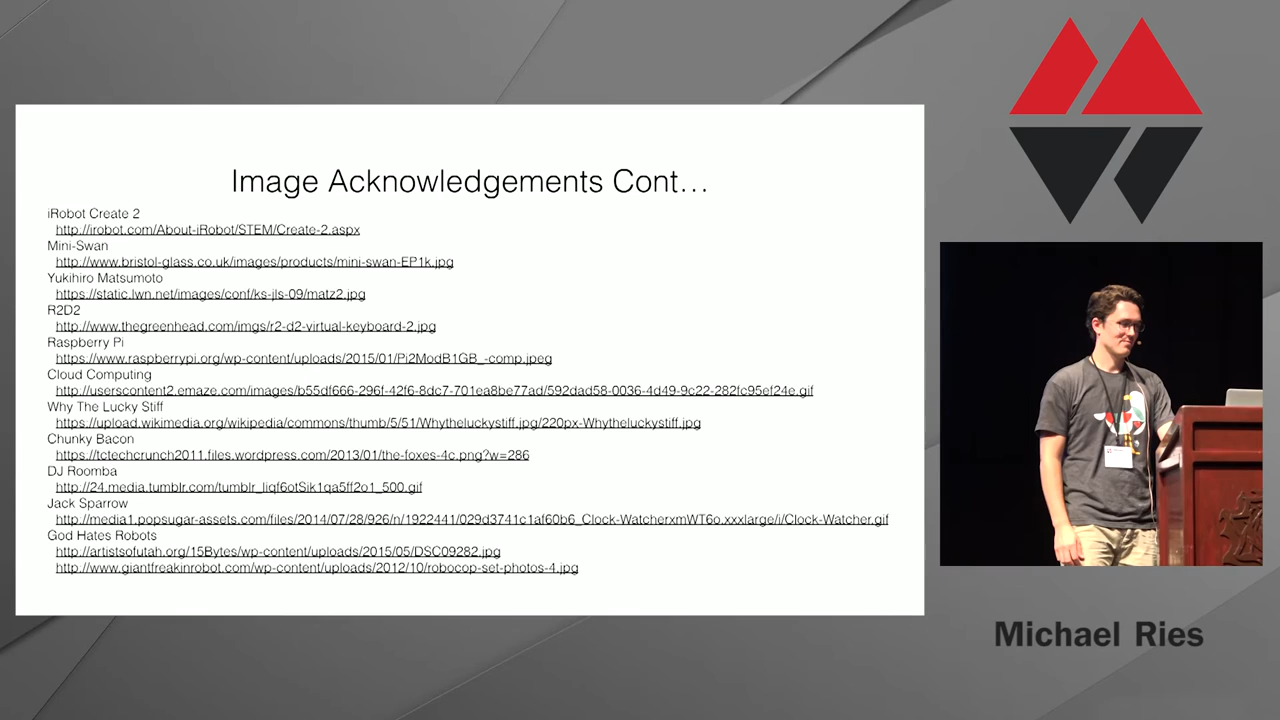 Image Acknowledgements Cont…
iRobot Create 2
http://irobot.com/About-iRobot/STEM/Create-2.aspx
Mini-Swan
http://www.bristol-glass.co.uk/images/products/mini-swan-EP1k.jpg
Yukihiro Matsumoto
https://static.lwn.net/images/conf/ks-jls-09/matz2.jpg
R2D2
http://www.thegreenhead.com/imgs/r2-d2-virtual-keyboard-2.jpg
Raspberry Pi
https://www.raspberrypi.org/wp-content/uploads/2015/01/Pi2ModB1GB_-comp.jpeg
Cloud Computing
http://userscontent2.emaze.com/images/b55df666-296f-42f6-8dc7-701ea8be77ad/592dad58-0036-4d49-9c22-282fc95ef24e.gif
Why The Lucky Stiff
https://upload.wikimedia.org/wikipedia/commons/thumb/5/51/Whytheluckystiff.jpg/220px-Whytheluckystiff.jpg
Chunky Bacon
https://tctechcrunch2011.files.wordpress.com/2013/01/the-foxes-4c.png?w=286
DJ Roomba
http://24.media.tumblr.com/tumblr_liqf6otSik1qa5ff2o1_500.gif
Jack Sparrow
http://media1.popsugar-assets.com/files/2014/07/28/926/n/1922441/029d3741c1af60b6_Clock-WatcherxmWT6o.xxxlarge/i/Clock-Watcher.gif
God Hates Robots
http://artistsofutah.org/15Bytes/wp-content/uploads/2015/05/DSC09282.jpg
http://www.giantfreakinrobot.com/wp-content/uploads/2012/10/robocop-set-photos-4.jpg
Michael Ries